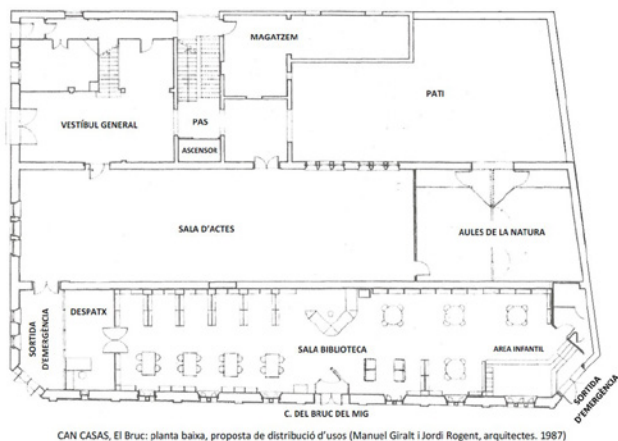 MAGATZEM
PATI
VESTÍBUL GENERAL
PAS
ASCENSOR
SALA D'ACTES
AULES DE LA NATURA
SORTIDA
D'EMERGÈNCIA
DESPATX
SALA BIBLIOTECA
AREA INFANTIL
SORTIDA
D'EMERGÈNCIA
C. DEL BRUC DEL MIG
CAN CASAS, El Bruc: planta baixa, proposta de distribució d'usos (Manuel Giralt i Jordi Rogent, arquitectes. 1987)